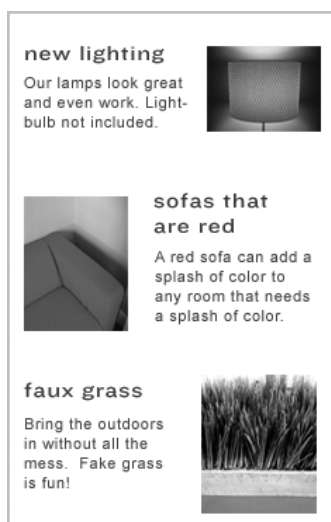 new lighting
Our lamps look great
and even work. Light-
bulb not included.
sofas that
are red
A red sofa can add a
splash of color to
any room that needs
a splash of color.
faux grass
Bring the outdoors
in without all the
mess.  Fake grass
is fun!